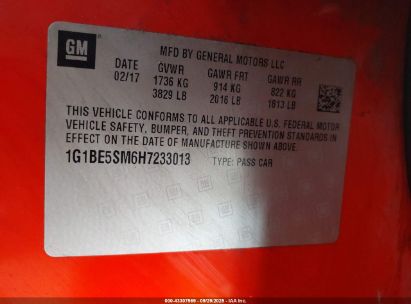 GM
MFD BY GENERAL MOTORS LLC
DATE GVWR GAWR FRT GAWR RR
02/17 1736 KG 914 KG 822 KG
3829 LB 2016 LB 1813 LB
THIS VEHICLE CONFORMS TO ALL APPLICABLE U.S. FEDERAL MOTOR
VEHICLE SAFETY, BUMPER, AND THEFT PREVENTION STANDARDS IN
EFFECT ON THE DATE OF MANUFACTURE SHOWN ABOVE.
1G1BE5SM6H7233013 TYPE: PASS CAR